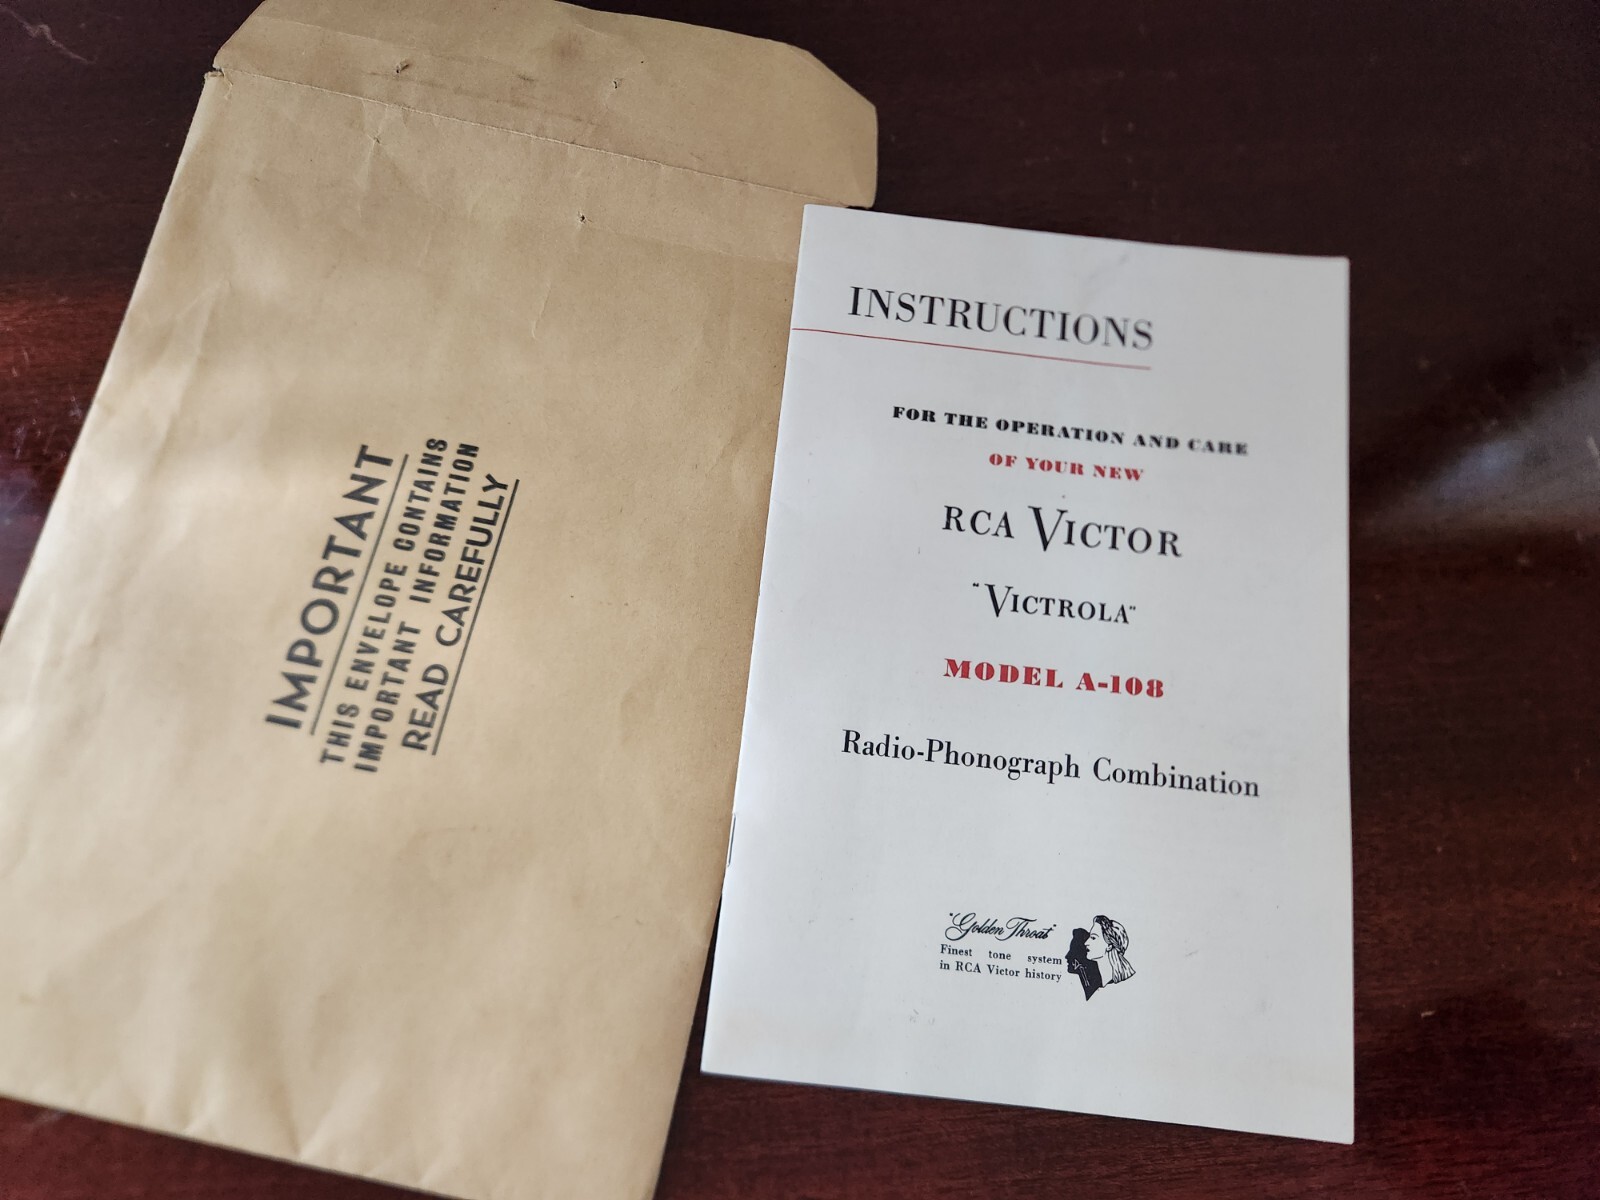 IMPORTANT
THIS ENVELOPE CONTAINS
IMPORTANT INFORMATION
READ CAREFULLY
INSTRUCTIONS
FOR THE OPERATION AND CARE
OF YOUR NEW
RCA VICTOR
"VICTROLA"
MODEL A-108
Radio-Phonograph Combination
"Golden Throat"
Finest tone system
in RCA Victor history